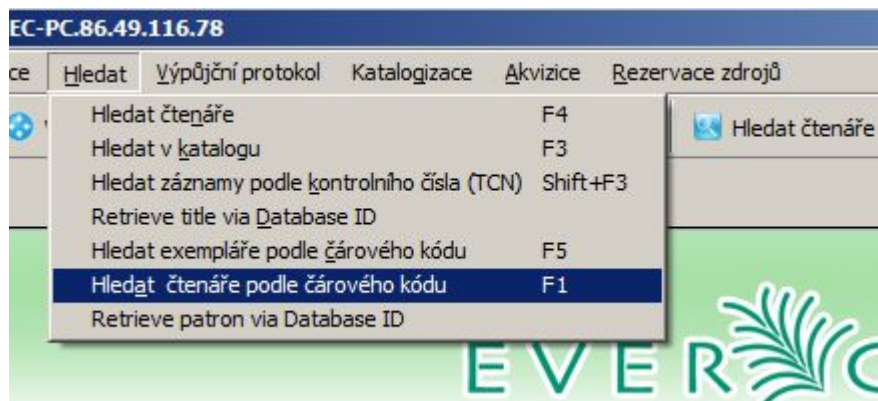 EC-PC.86.49.116.78
ce Hledat Výpůjční protokol Katalogizace Akvizice Rezervace zdrojů
Hledat čtenáře F4
Hledat čtenáře
Hledat v katalogu F3
Hledat záznamy podle kontrolního čísla (TCN) Shift+F3
Retrieve title via Database ID
Hledat exempláře podle čárového kódu F5
Hledat čtenáře podle čárového kódu F1
Retrieve patron via Database ID
EVERG